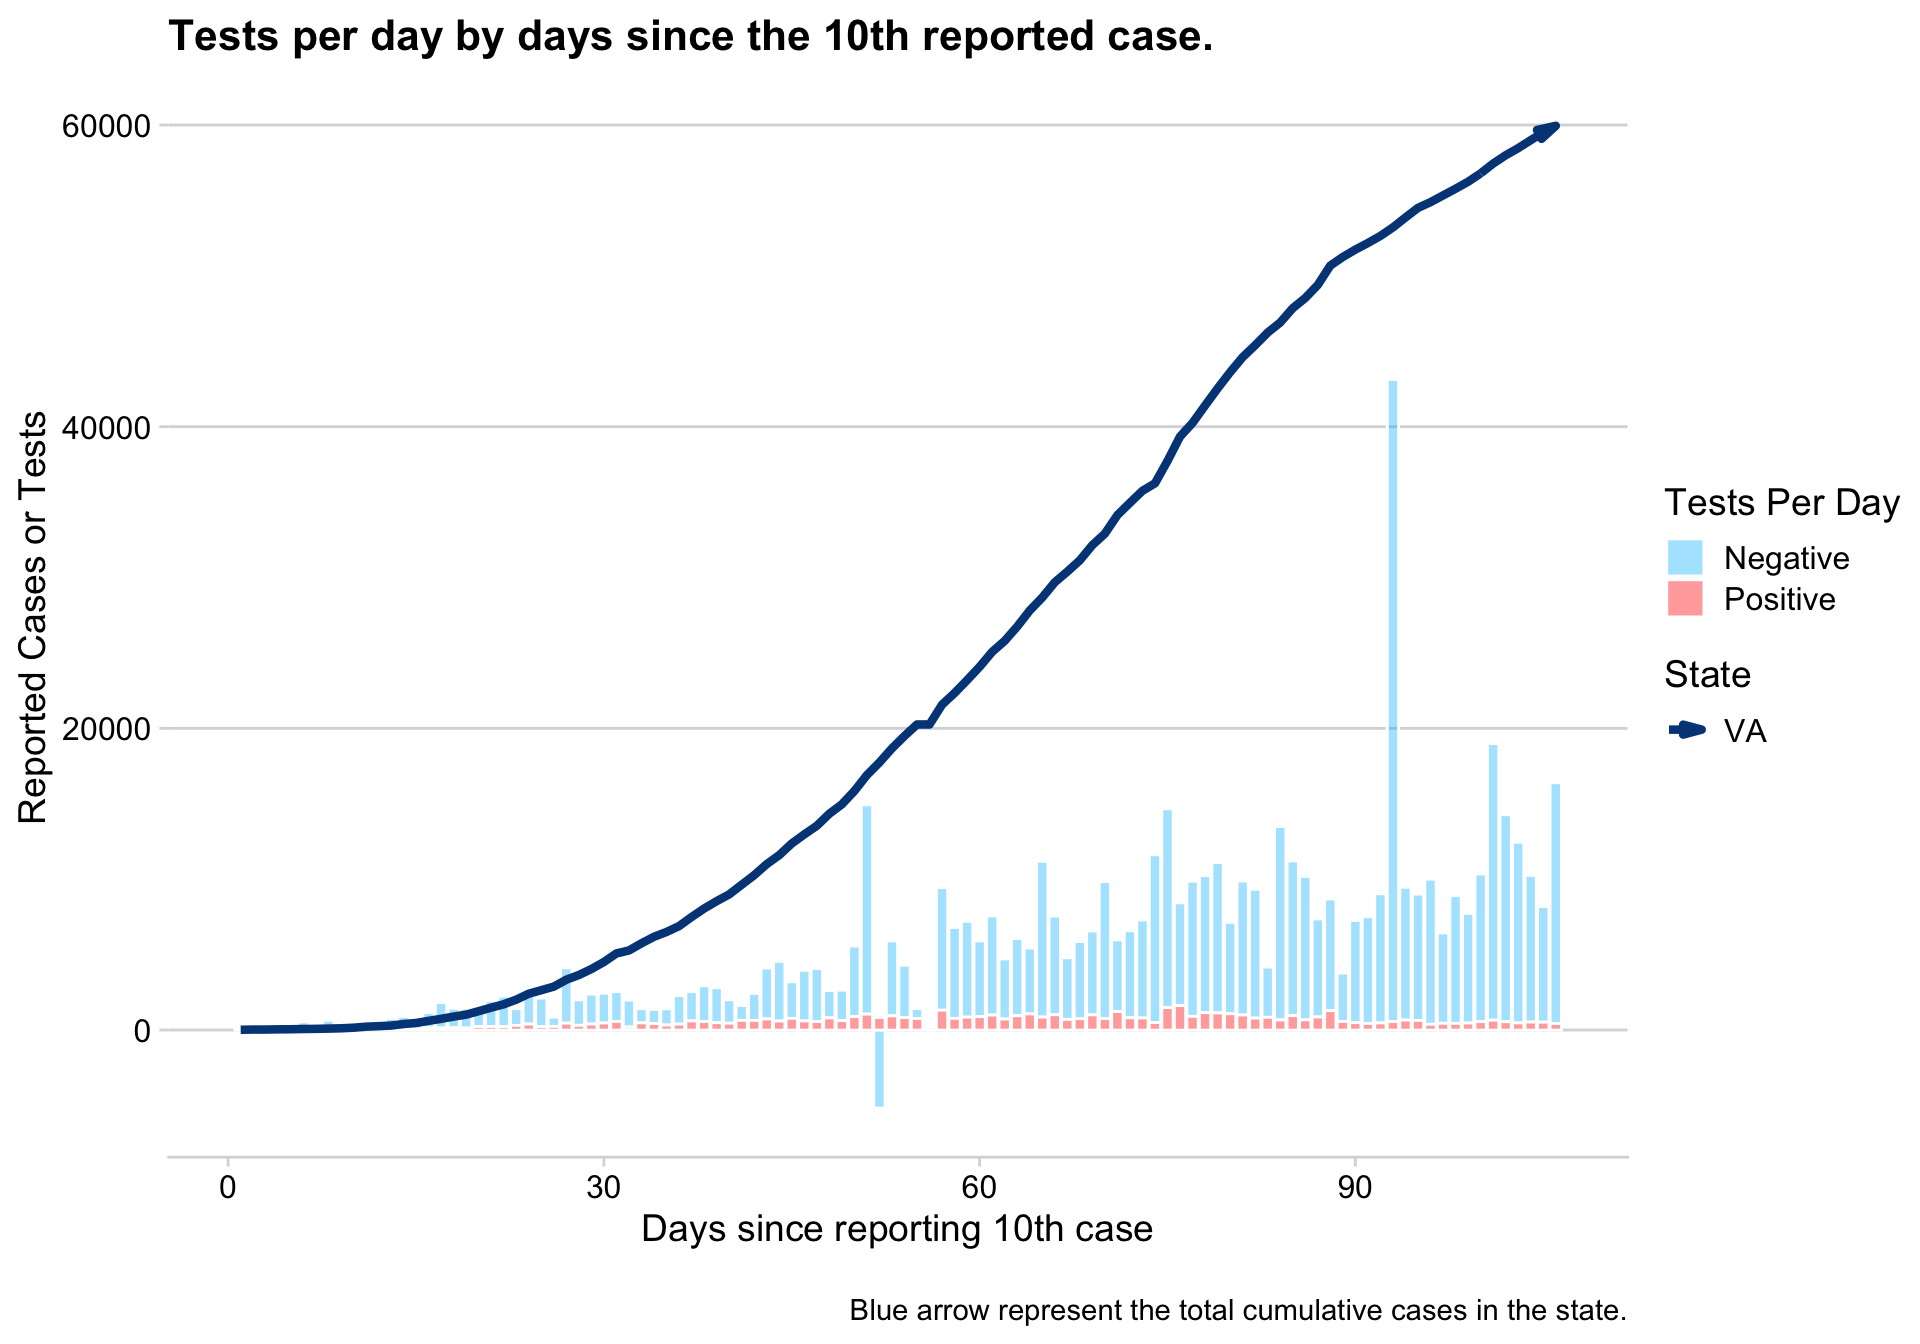 Tests per day by days since the 10th reported case.
60000
40000
20000
0
Reported Cases or Tests
0 30 60 90
Days since reporting 10th case
Tests Per Day
Negative
Positive
State
VA
Blue arrow represent the total cumulative cases in the state.